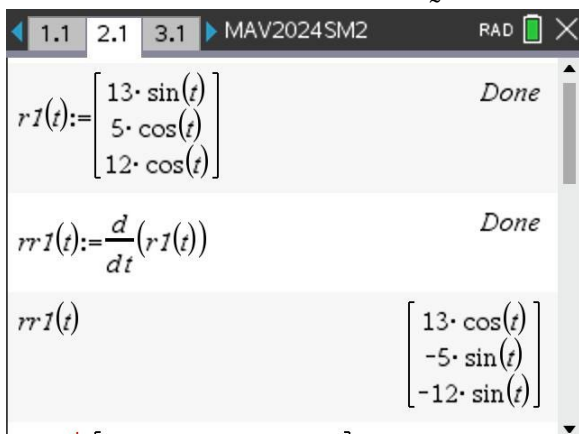 1.1 2.1 3.1 MAV2024SM2 RAD
r1(t):=[13·sin(t) Done
5·cos(t)
12·cos(t)]
rr1(t):=d/dt(r1(t)) Done
rr1(t) [13·cos(t)
-5·sin(t)
-12·sin(t)]